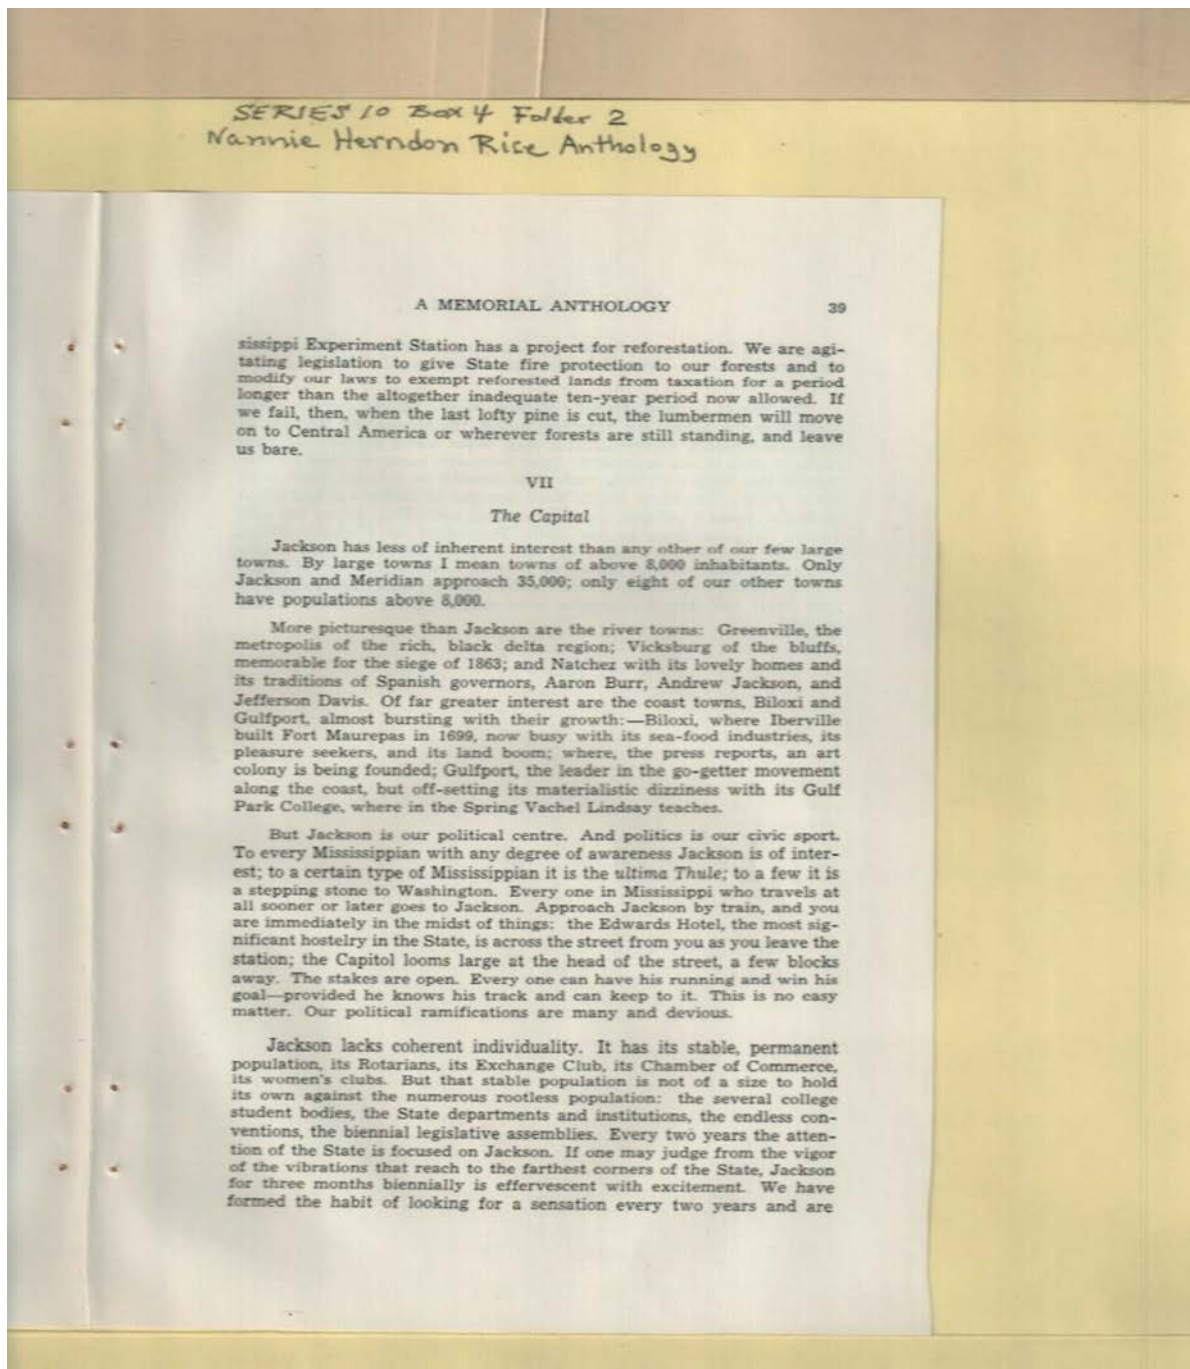 SERIES 10 Box 4 Folder 2
Nannie Herndon Rice Anthology
A MEMORIAL ANTHOLOGY 39
sissippi Experiment Station has a project for reforestation. We are agi-
tating legislation to give State fire protection to our forests and to
modify our laws to exempt reforested lands from taxation for a period
longer than the altogether inadequate ten-year period now allowed. If
we fail, then, when the last lofty pine is cut, the lumbermen will move
on to Central America or wherever forests are still standing, and leave
us bare.
VII
The Capital
Jackson has less of inherent interest than any other of our few large
towns. By large towns I mean towns of above 8,000 inhabitants. Only
Jackson and Meridian approach 35,000; only eight of our other towns
have populations above 8,000.
More picturesque than Jackson are the river towns: Greenville, the
metropolis of the rich, black delta region; Vicksburg of the bluffs,
memorable for the siege of 1863; and Natchez with its lovely homes and
its traditions of Spanish governors, Aaron Burr, Andrew Jackson, and
Jefferson Davis. Of far greater interest are the coast towns, Biloxi and
Gulfport, almost bursting with their growth:—Biloxi, where Iberville
built Fort Maurepas in 1699, now busy with its sea-food industries, its
pleasure seekers, and its land boom; where, the press reports, an art
colony is being founded; Gulfport, the leader in the go-getter movement
along the coast, but off-setting its materialistic dizziness with its Gulf
Park College, where in the Spring Vachel Lindsay teaches.
But Jackson is our political centre. And politics is our civic sport.
To every Mississippian with any degree of awareness Jackson is of inter-
est; to a certain type of Mississippian it is the ultima Thule; to a few it is
a stepping stone to Washington. Every one in Mississippi who travels at
all sooner or later goes to Jackson. Approach Jackson by train, and you
are immediately in the midst of things: the Edwards Hotel, the most sig-
nificant hostelry in the State, is across the street from you as you leave the
station; the Capitol looms large at the head of the street, a few blocks
away. The stakes are open. Every one can have his running and win his
goal—provided he knows his track and can keep to it. This is no easy
matter. Our political ramifications are many and devious.
Jackson lacks coherent individuality. It has its stable, permanent
population, its Rotarians, its Exchange Club, its Chamber of Commerce,
its women's clubs. But that stable population is not of a size to hold
its own against the numerous rootless population: the several college
student bodies, the State departments and institutions, the endless con-
ventions, the biennial legislative assemblies. Every two years the atten-
tion of the State is focused on Jackson. If one may judge from the vigor
of the vibrations that reach to the farthest corners of the State, Jackson
for three months biennially is effervescent with excitement. We have
formed the habit of looking for a sensation every two years and are